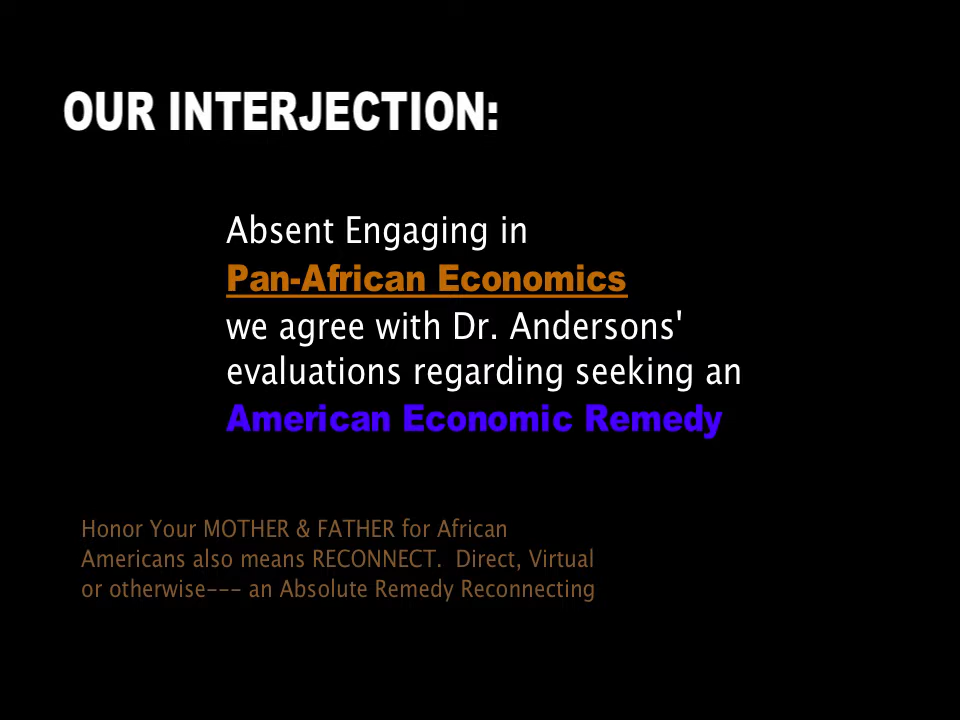 OUR INTERJECTION:
Absent Engaging in
Pan-African Economics
we agree with Dr. Andersons'
evaluations regarding seeking an
American Economic Remedy
Honor Your MOTHER & FATHER for African
Americans also means RECONNECT.  Direct, Virtual
or otherwise--- an Absolute Remedy Reconnecting